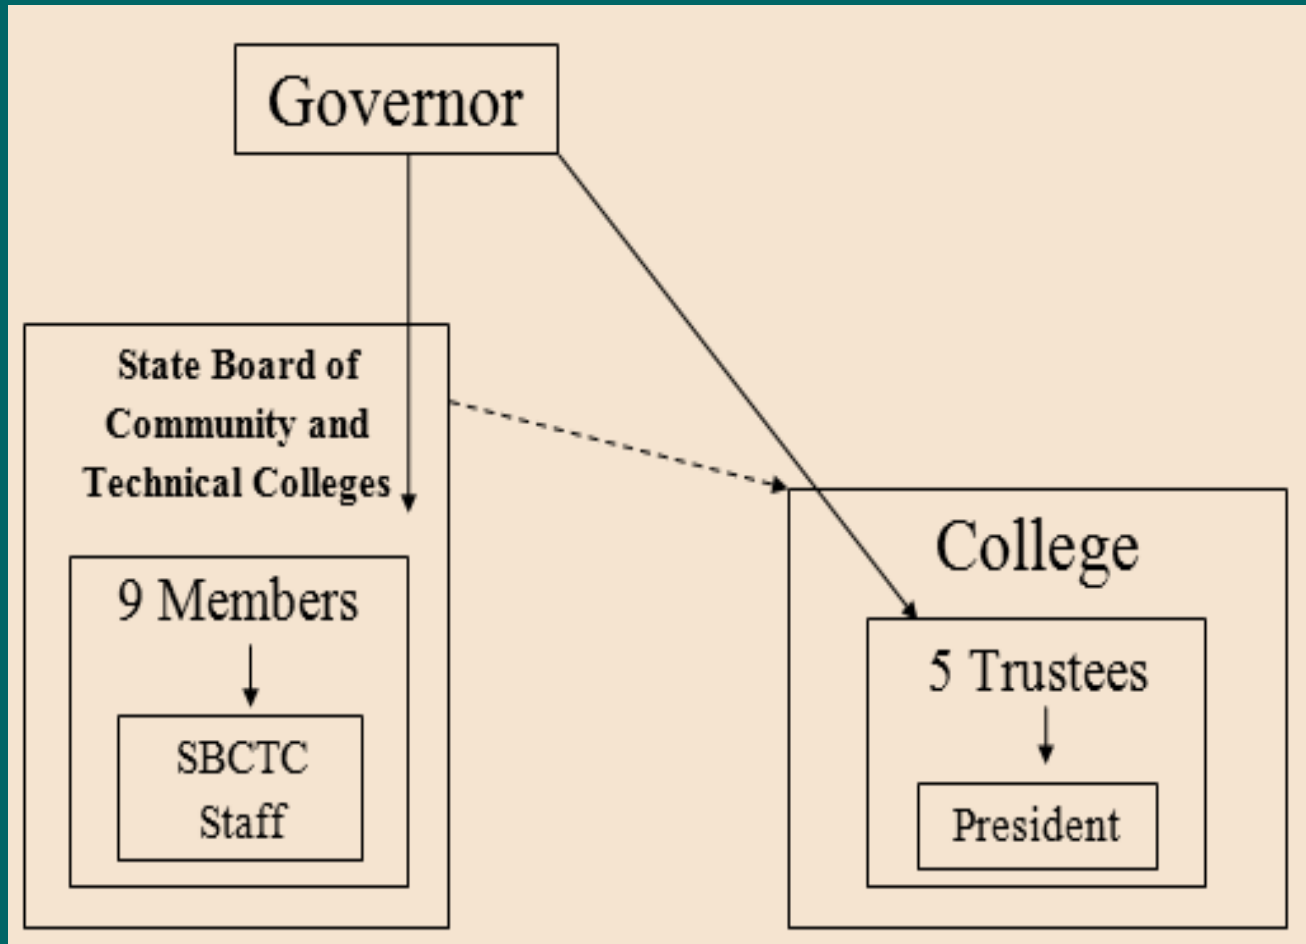 Governor
State Board of
Community and
Technical Colleges
9 Members
SBCTC
Staff
College
5 Trustees
President